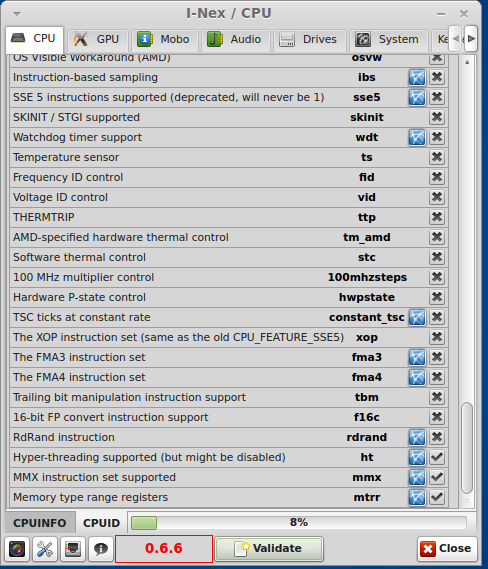 I-Nex / CPU
CPU GPU Mobo Audio Drives System Ke
OS Visible Workaround (AMD) osvw
Instruction-based sampling ibs
SSE 5 instructions supported (deprecated, will never be 1) sse5
SKINIT / STGI supported skinit
Watchdog timer support wdt
Temperature sensor ts
Frequency ID control fid
Voltage ID control vid
THERMTRIP ttp
AMD-specified hardware thermal control tm_amd
Software thermal control stc
100 MHz multiplier control 100mhzsteps
Hardware P-state control hwpstate
TSC ticks at constant rate constant_tsc
The XOP instruction set (same as the old CPU_FEATURE_SSE5) xop
The FMA3 instruction set fma3
The FMA4 instruction set fma4
Trailing bit manipulation instruction support tbm
16-bit FP convert instruction support f16c
RdRand instruction rdrand
Hyper-threading supported (but might be disabled) ht
MMX instruction set supported mmx
Memory type range registers mtrr
CPUINFO CPUID 8%
0.6.6 Validate Close